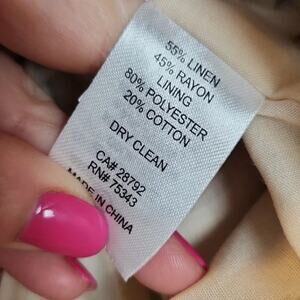 55% LINEN
45% RAYON
LINING
80% POLYESTER
20% COTTON
DRY CLEAN
CA# 28792
RN# 75343
MADE IN CHINA